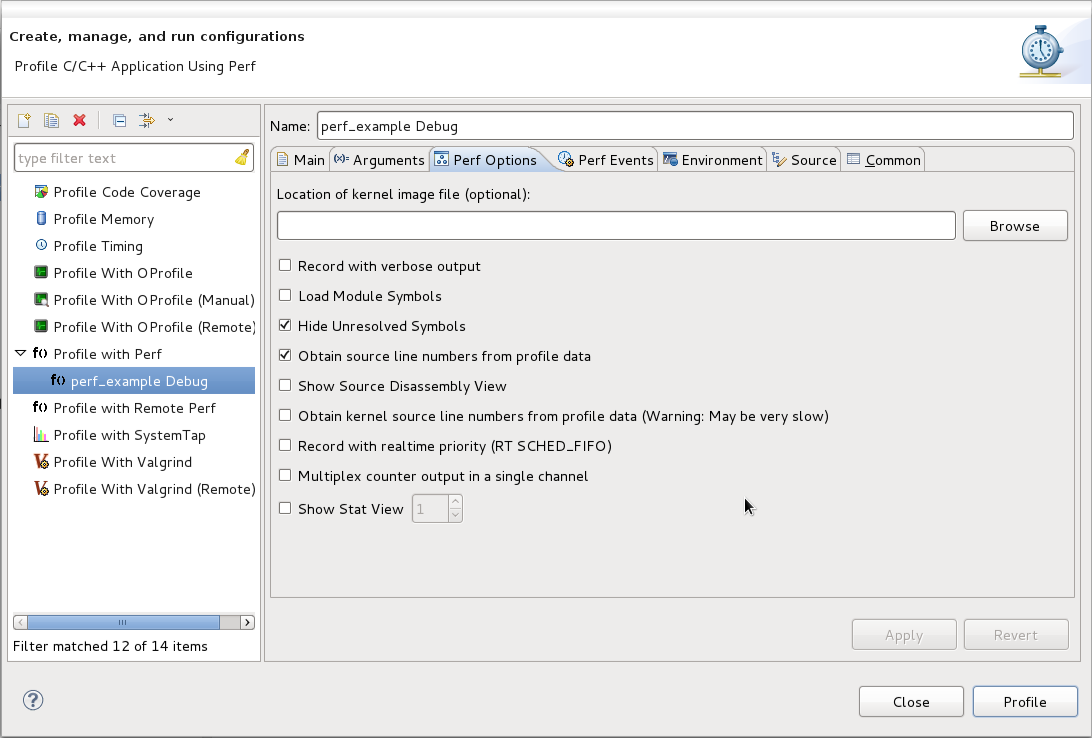 Create, manage, and run configurations
Profile C/C++ Application Using Perf
type filter text
Profile Code Coverage
Profile Memory
Profile Timing
Profile With OProfile
Profile With OProfile (Manual)
Profile With OProfile (Remote)
f() Profile with Perf
f() perf_example Debug
f() Profile with Remote Perf
Profile with SystemTap
Profile With Valgrind
Profile With Valgrind (Remote)
Filter matched 12 of 14 items
Name: perf_example Debug
Main (x)= Arguments Perf Options Perf Events Environment Source Common
Location of kernel image file (optional):
Browse
Record with verbose output
Load Module Symbols
Hide Unresolved Symbols
Obtain source line numbers from profile data
Show Source Disassembly View
Obtain kernel source line numbers from profile data (Warning: May be very slow)
Record with realtime priority (RT SCHED_FIFO)
Multiplex counter output in a single channel
Show Stat View 1
Apply Revert
? Close Profile